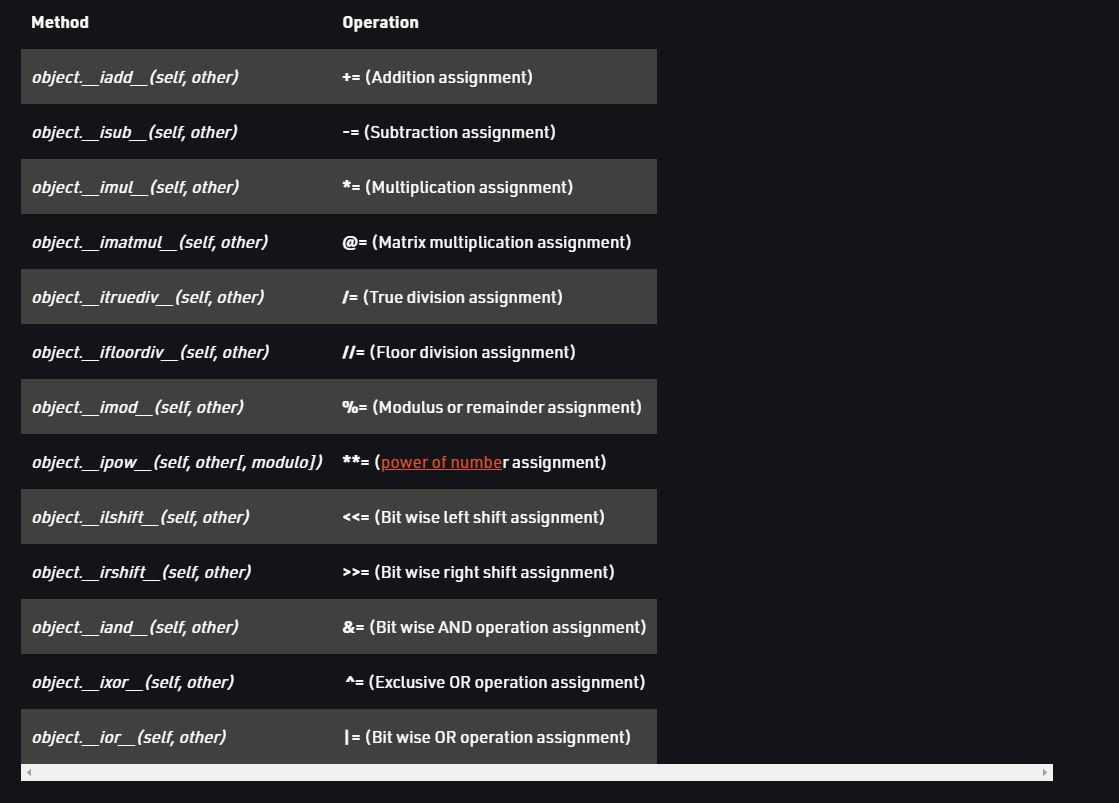 Method Operation
object.__iadd__(self, other) += (Addition assignment)
object.__isub__(self, other) -= (Subtraction assignment)
object.__imul__(self, other) *= (Multiplication assignment)
object.__imatmul__(self, other) @= (Matrix multiplication assignment)
object.__itruediv__(self, other) /= (True division assignment)
object.__ifloordiv__(self, other) //= (Floor division assignment)
object.__imod__(self, other) %= (Modulus or remainder assignment)
object.__ipow__(self, other[, modulo]) **= (power of number assignment)
object.__ilshift__(self, other) <<= (Bit wise left shift assignment)
object.__irshift__(self, other) >>= (Bit wise right shift assignment)
object.__iand__(self, other) &= (Bit wise AND operation assignment)
object.__ixor__(self, other) ^= (Exclusive OR operation assignment)
object.__ior__(self, other) |= (Bit wise OR operation assignment)